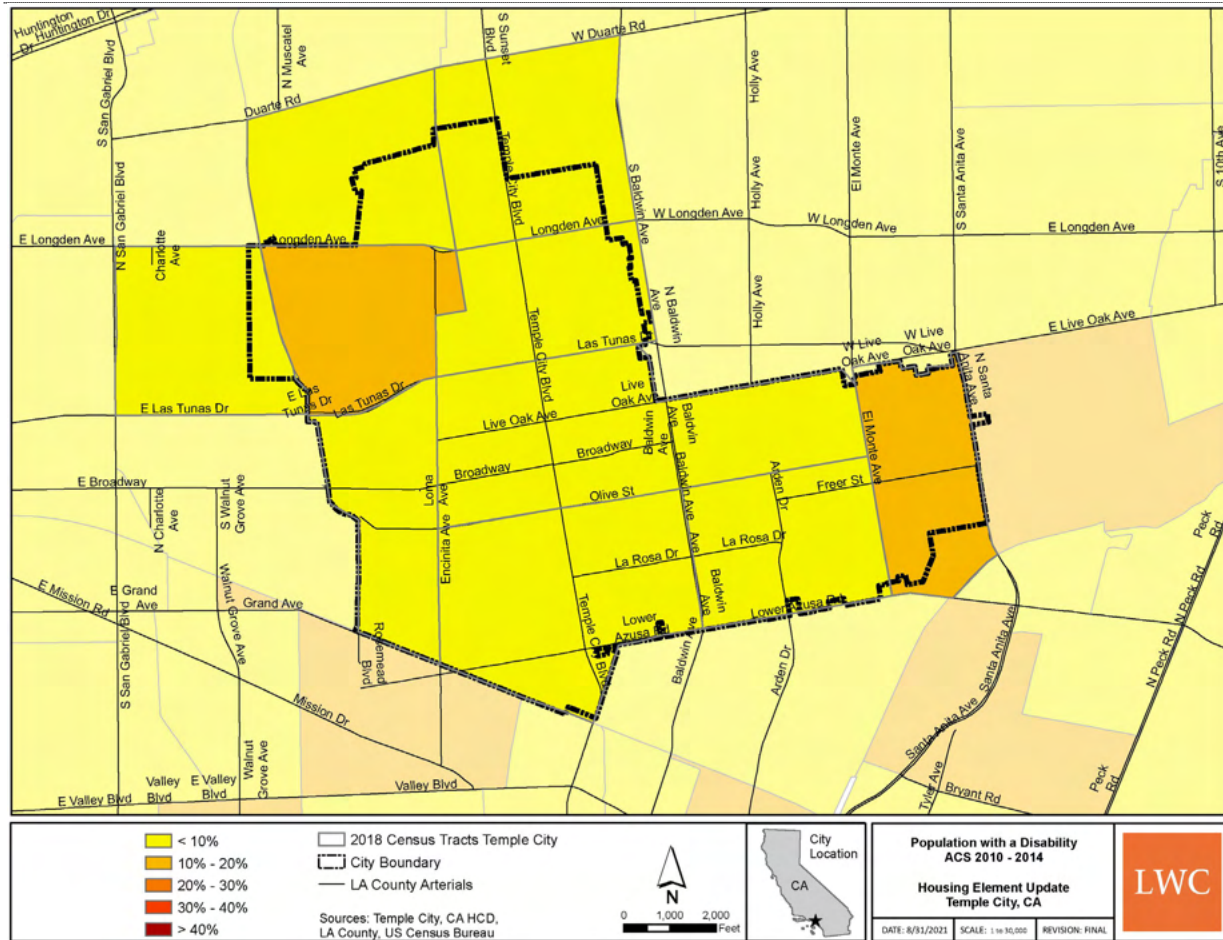 Huntington
Dr
Huntington Dr
S San Gabriel Blvd
N Muscatel
Ave
S Sunset
Blvd
W Duarte Rd
Duarte Rd
Holly Ave
El Monte Ave
S Santa Anita Ave
S 10th Ave
Temple City Blvd
S Baldwin Ave
Holly Ave
E Longden Ave
Longden Ave
Longden Ave
W Longden Ave
W Longden Ave
E Longden Ave
N San Gabriel Blvd
Charlotte
Ave
Temple City Blvd
Ave
N Baldwin
Holly Ave
Las Tunas Dr
W Live
Oak Ave
W Live
Oak Ave
E Live Oak Ave
N Santa
Anita Ave
E Las
Tunas Dr
Las Tunas Dr
E Las Tunas Dr
Live
Oak Ave
Live Oak Ave
Baldwin
Ave
Baldwin
Ave
El Monte Ave
Broadway
Broadway
E Broadway
Loma
Ave
Olive St
Baldwin Ave
Arden Dr
Freer St
N Charlotte
Ave
S Walnut
Grove Ave
Encinita Ave
La Rosa Dr
La Rosa Dr
Ave
Baldwin
Ave
Peck
Rd
E Mission Rd
E Grand
Ave
Grand Ave
Walnut Grove Ave
Rosemead
Blvd
Temple City Blvd
Lower
Azusa Rd
Lower Azusa Rd
N Peck Rd
S San Gabriel Blvd
Mission Dr
Baldwin Ave
Arden Dr
Santa Anita Ave
Santa Anita Ave
N Peck Rd
Walnut
Grove Ave
Valley
Blvd
E Valley
Blvd
E Valley Blvd
Valley Blvd
Tyler Ave
Bryant Rd
Peck
Rd
< 10%
10% - 20%
20% - 30%
30% - 40%
> 40%
2018 Census Tracts Temple City
City Boundary
LA County Arterials
Sources: Temple City, CA HCD,
LA County, US Census Bureau
N
0 1,000 2,000
Feet
City
Location
CA
Population with a Disability
ACS 2010 - 2014
Housing Element Update
Temple City, CA
DATE: 8/31/2021
SCALE: 1 to 30,000
REVISION: FINAL
LWC